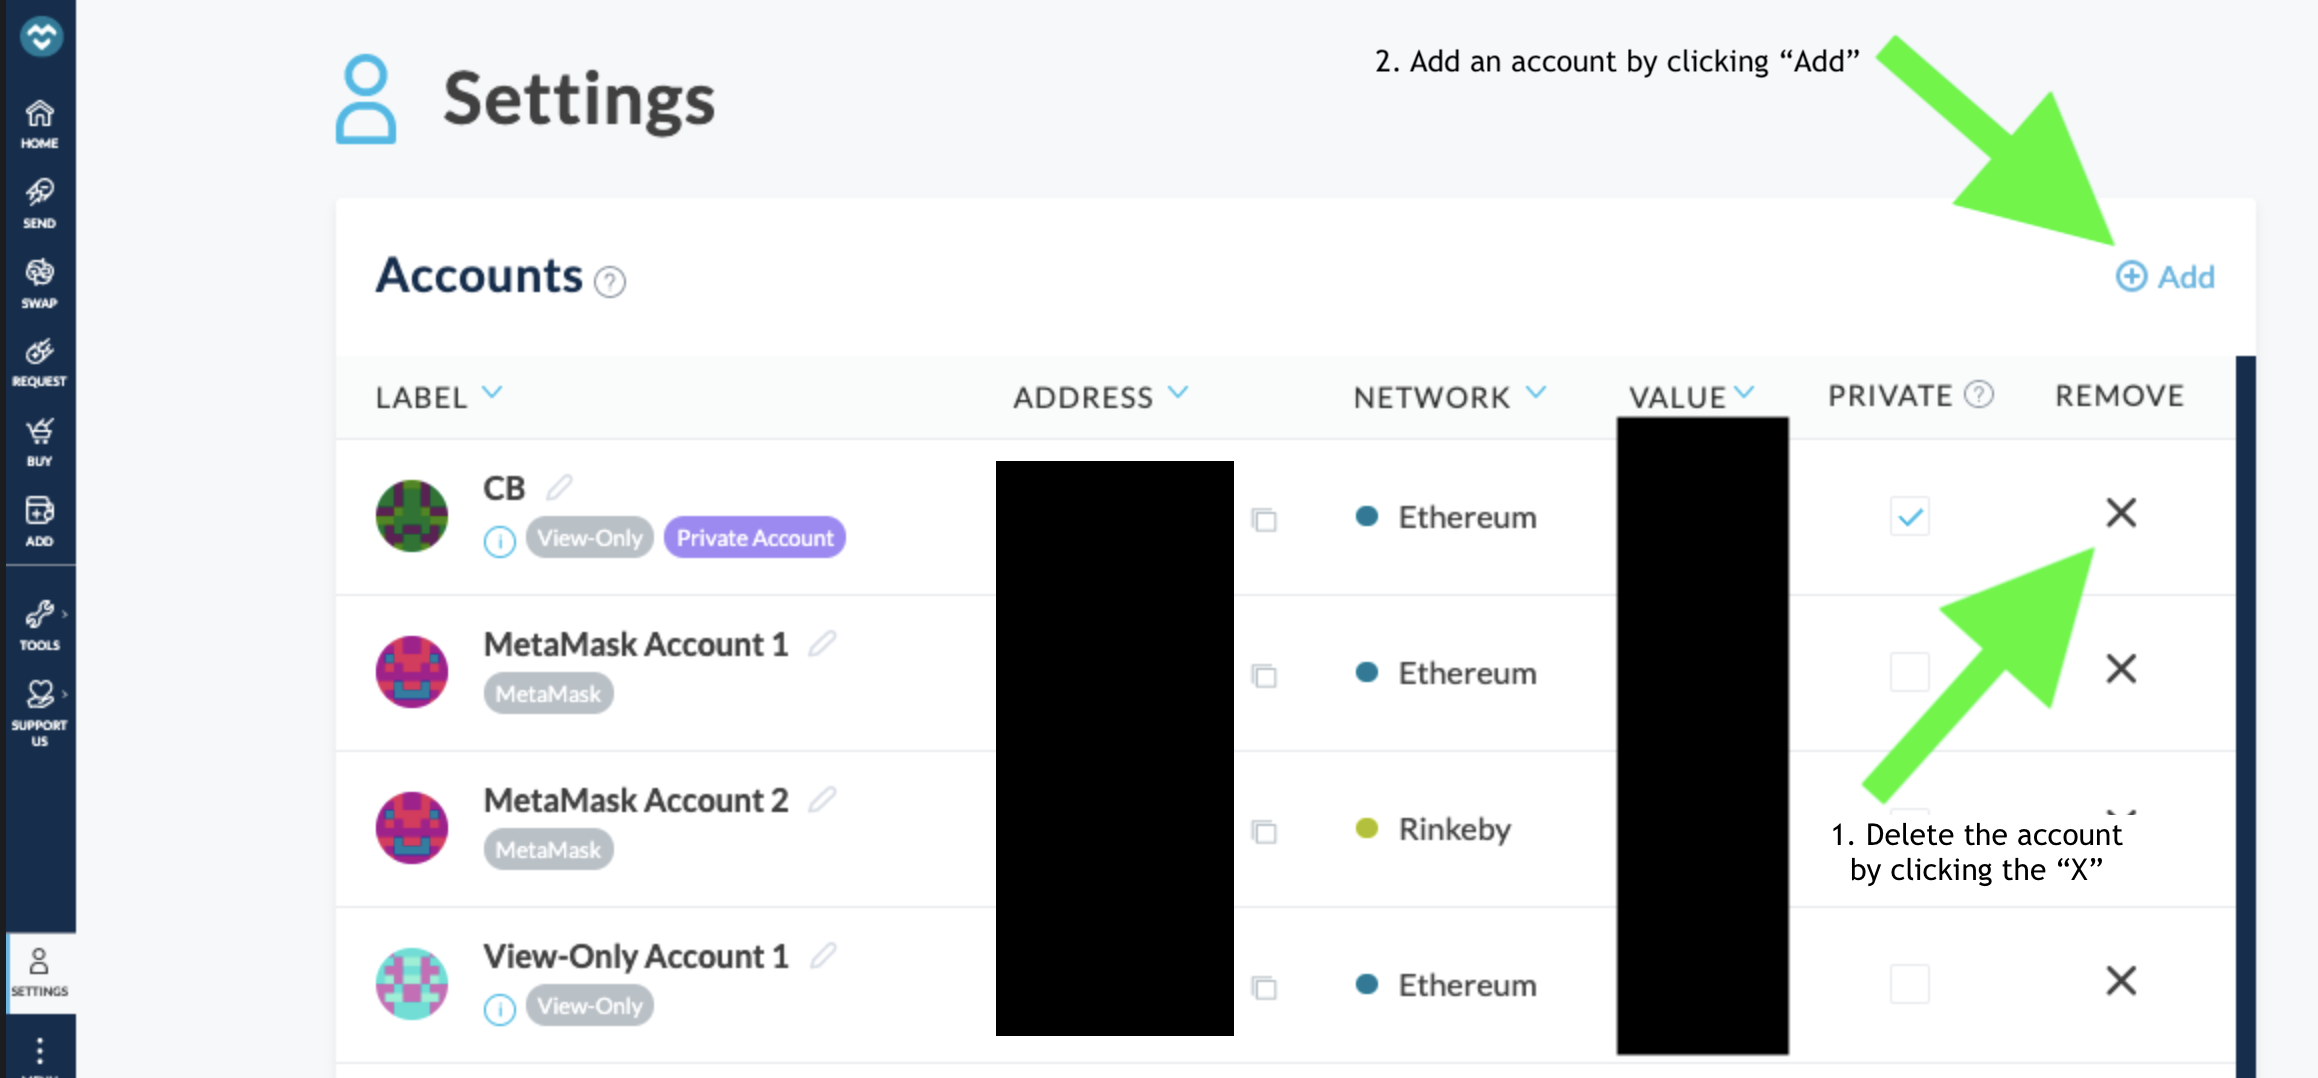 2. Add an account by clicking “Add”
Settings
HOME
SEND
SWAP
REQUEST
BUY
ADD
TOOLS
SUPPORT
US
SETTINGS
Accounts ?
Add
LABEL ADDRESS NETWORK VALUE PRIVATE ? REMOVE
CB
i View-Only Private Account
Ethereum
MetaMask Account 1
MetaMask
Ethereum
MetaMask Account 2
MetaMask
Rinkeby
1. Delete the account
by clicking the “X”
View-Only Account 1
i View-Only
Ethereum